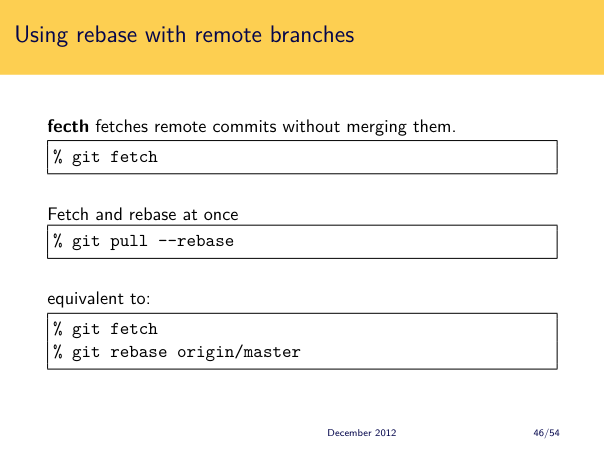 Using rebase with remote branches
fecth fetches remote commits without merging them.
% git fetch
Fetch and rebase at once
% git pull --rebase
equivalent to:
% git fetch
% git rebase origin/master
December 2012 46/54